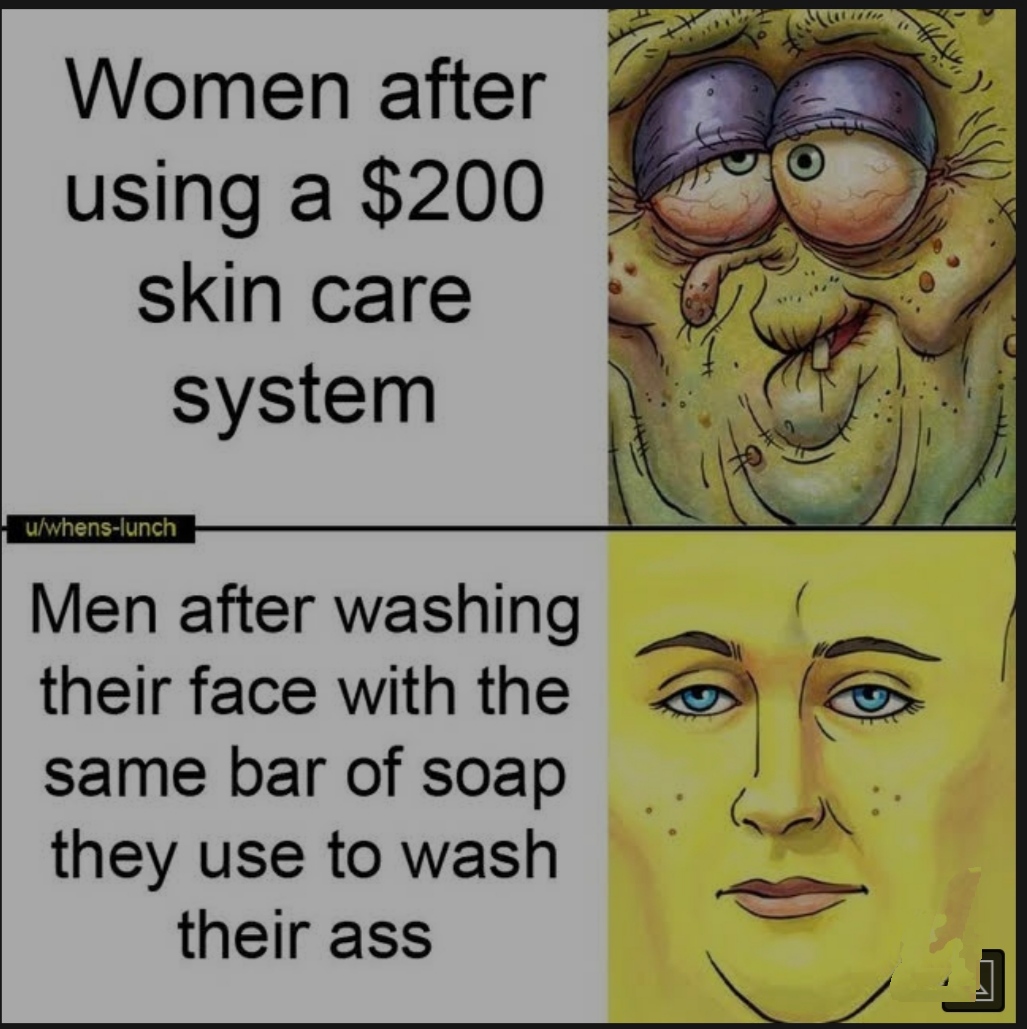 Women after
using a $200
skin care
system
u/whens-lunch
Men after washing
their face with the
same bar of soap
they use to wash
their ass